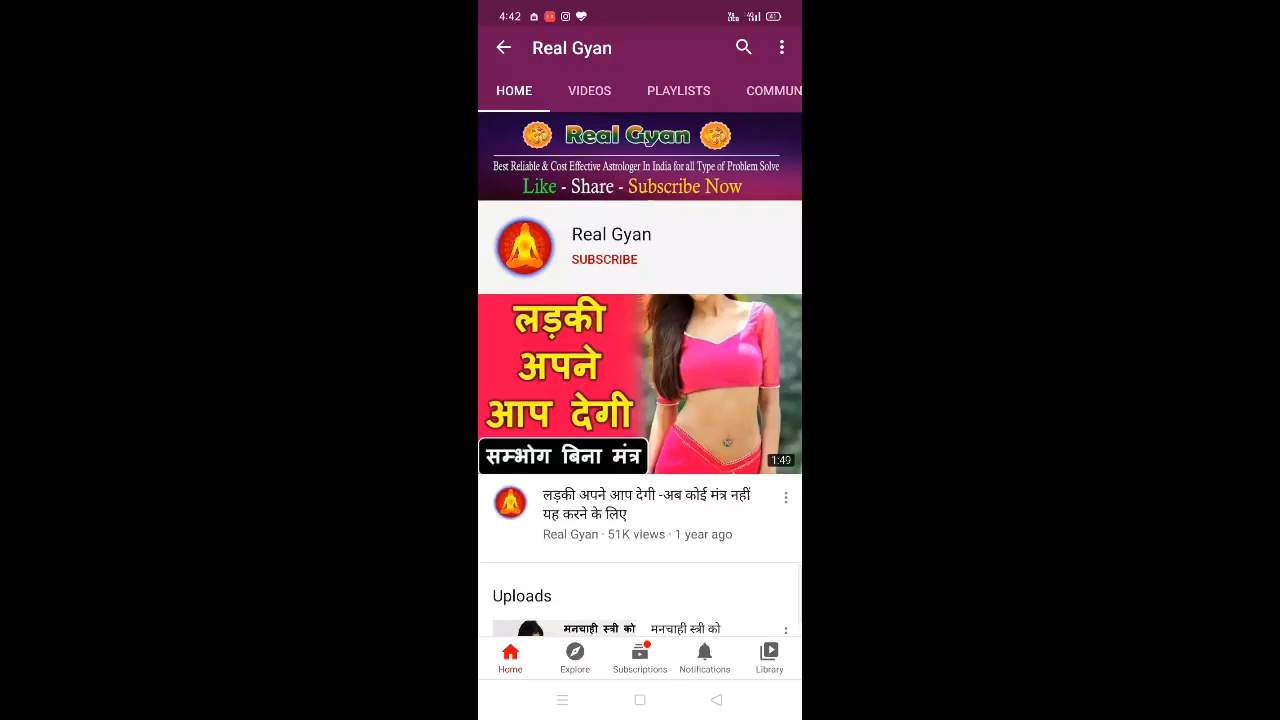 4:42
Real Gyan
HOME VIDEOS PLAYLISTS COMMUN
Real Gyan
Best Reliable & Cost Effective Astrologer In India for all Type of Problem Solve
Like - Share - Subscribe Now
Real Gyan
SUBSCRIBE
लड़की
अपने
आप देगी
सम्भोग बिना मंत्र
1:49
लड़की अपने आप देगी -अब कोई मंत्र नहीं
यह करने के लिए
Real Gyan · 51K views · 1 year ago
Uploads
मनचाही स्त्री को मनचाही स्त्री को
Home Explore Subscriptions Notifications Library